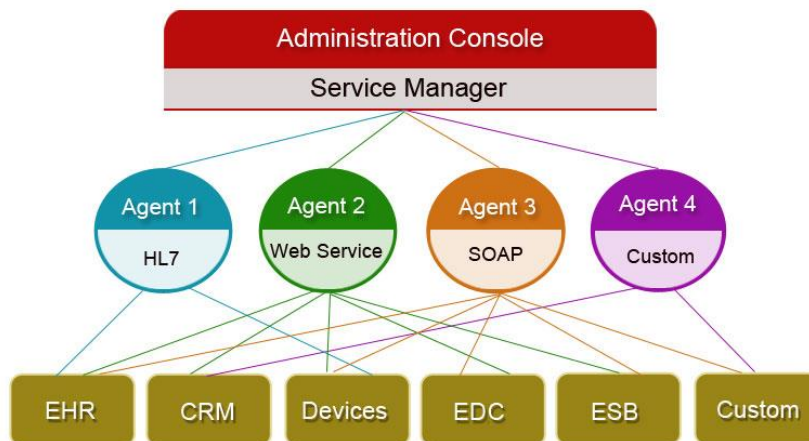 Administration Console
Service Manager
Agent 1
HL7
Agent 2
Web Service
Agent 3
SOAP
Agent 4
Custom
EHR
CRM
Devices
EDC
ESB
Custom